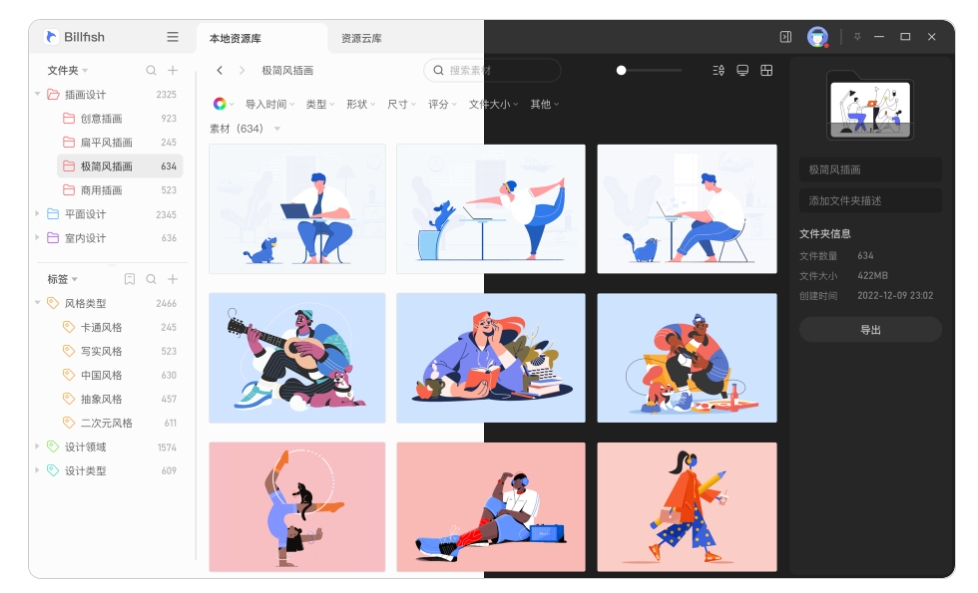 Billfish
本地资源库
资源云库
文件夹
插画设计 2325
创意插画 923
扁平风插画 245
极简风插画 634
商用插画 523
平面设计 2345
室内设计 636
标签
风格类型 2466
卡通风格 245
写实风格 523
中国风格 630
抽象风格 457
二次元风格 611
设计领域 1574
设计类型 609
极简风插画
搜索素材
导入时间 类型 形状 尺寸 评分 文件大小 其他
素材（634）
极简风插画
添加文件夹描述
文件夹信息
文件数量 634
文件大小 422MB
创建时间 2022-12-09 23:02
导出